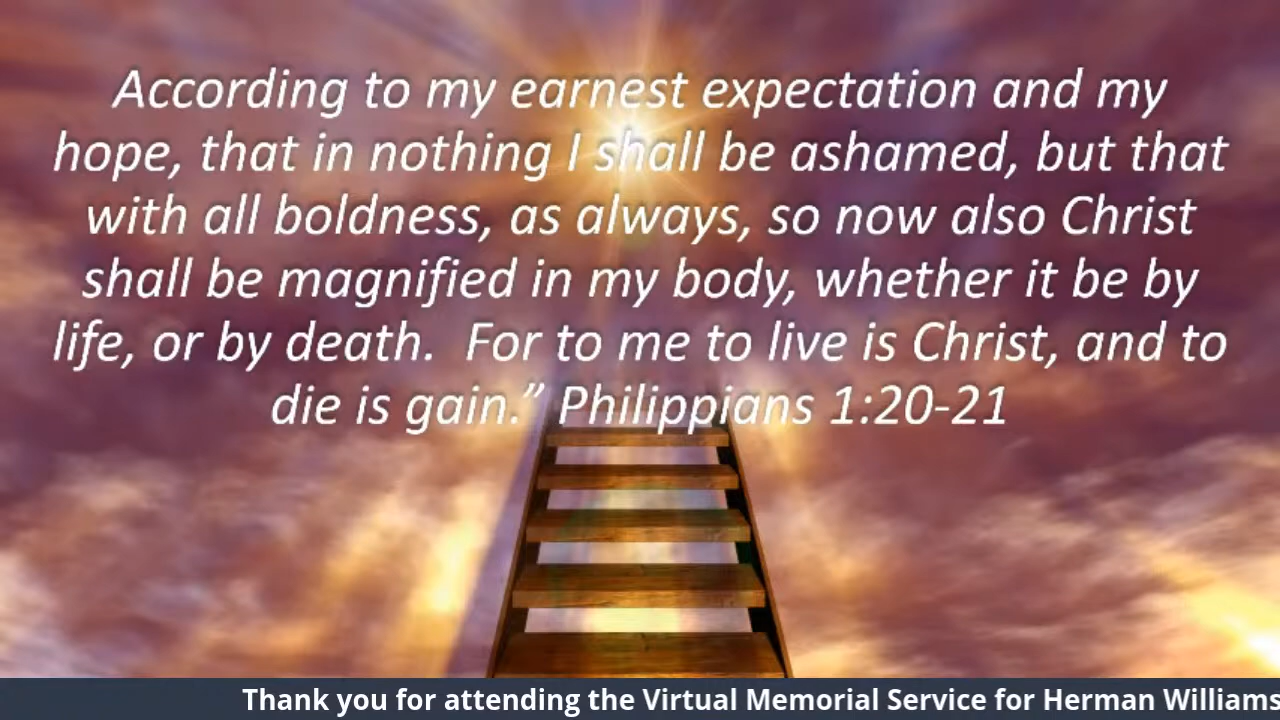 According to my earnest expectation and my
hope, that in nothing I shall be ashamed, but that
with all boldness, as always, so now also Christ
shall be magnified in my body, whether it be by
life, or by death.  For to me to live is Christ, and to
die is gain.” Philippians 1:20-21
Thank you for attending the Virtual Memorial Service for Herman Williams